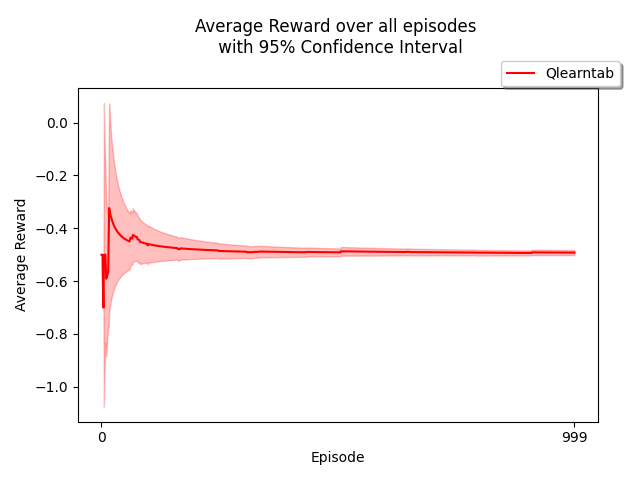 Average Reward over all episodes
with 95% Confidence Interval
Qlearntab
0.0
−0.2
−0.4
−0.6
−0.8
−1.0
Average Reward
0
999
Episode